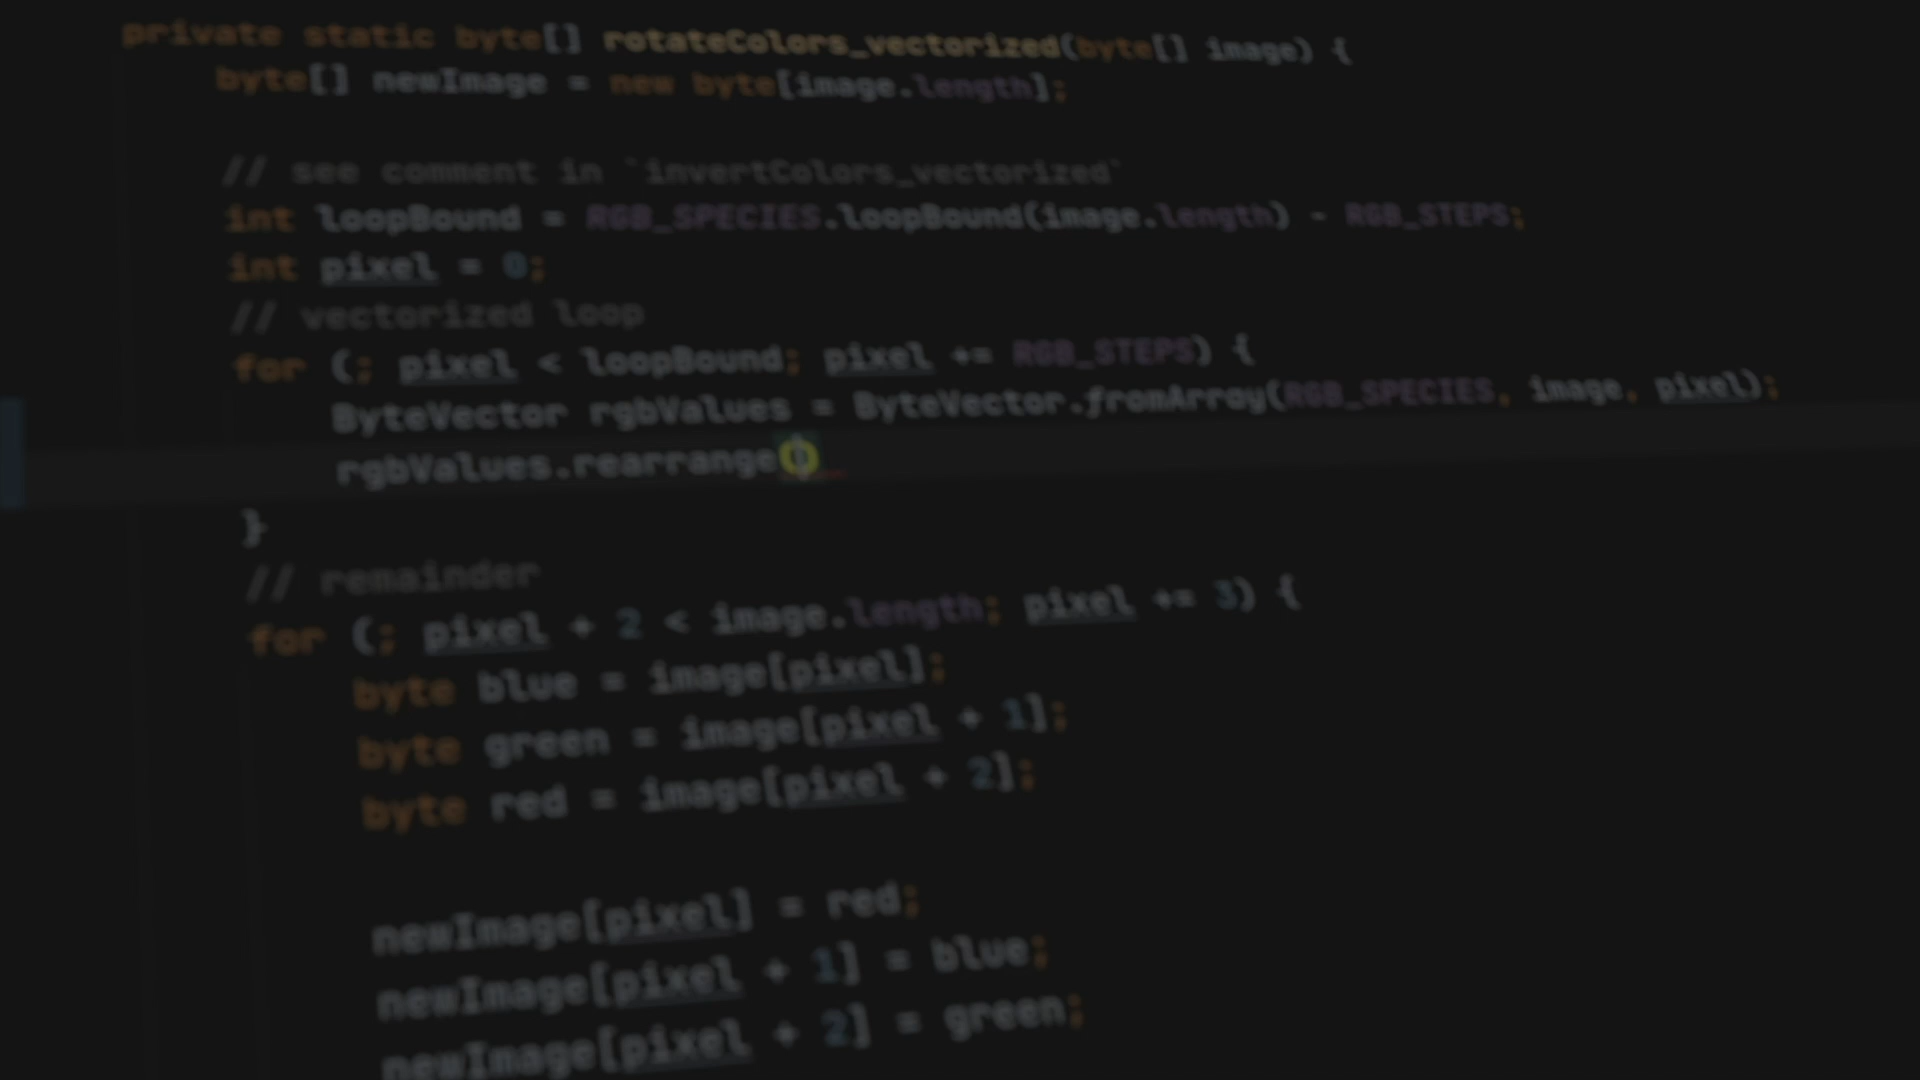 private static byte[] rotateColors_vectorized(byte[] image) {
byte[] newImage = new byte[image.length];
// see comment in `invertColors_vectorized`
int loopBound = RGB_SPECIES.loopBound(image.length) - RGB_STEPS;
int pixel = 0;
// vectorized loop
for (; pixel < loopBound; pixel += RGB_STEPS) {
ByteVector rgbValues = ByteVector.fromArray(RGB_SPECIES, image, pixel);
rgbValues.rearrange()
}
// remainder
for (; pixel + 2 < image.length; pixel += 3) {
byte blue = image[pixel];
byte green = image[pixel + 1];
byte red = image[pixel + 2];
newImage[pixel] = red;
newImage[pixel + 1] = blue;
newImage[pixel + 2] = green;